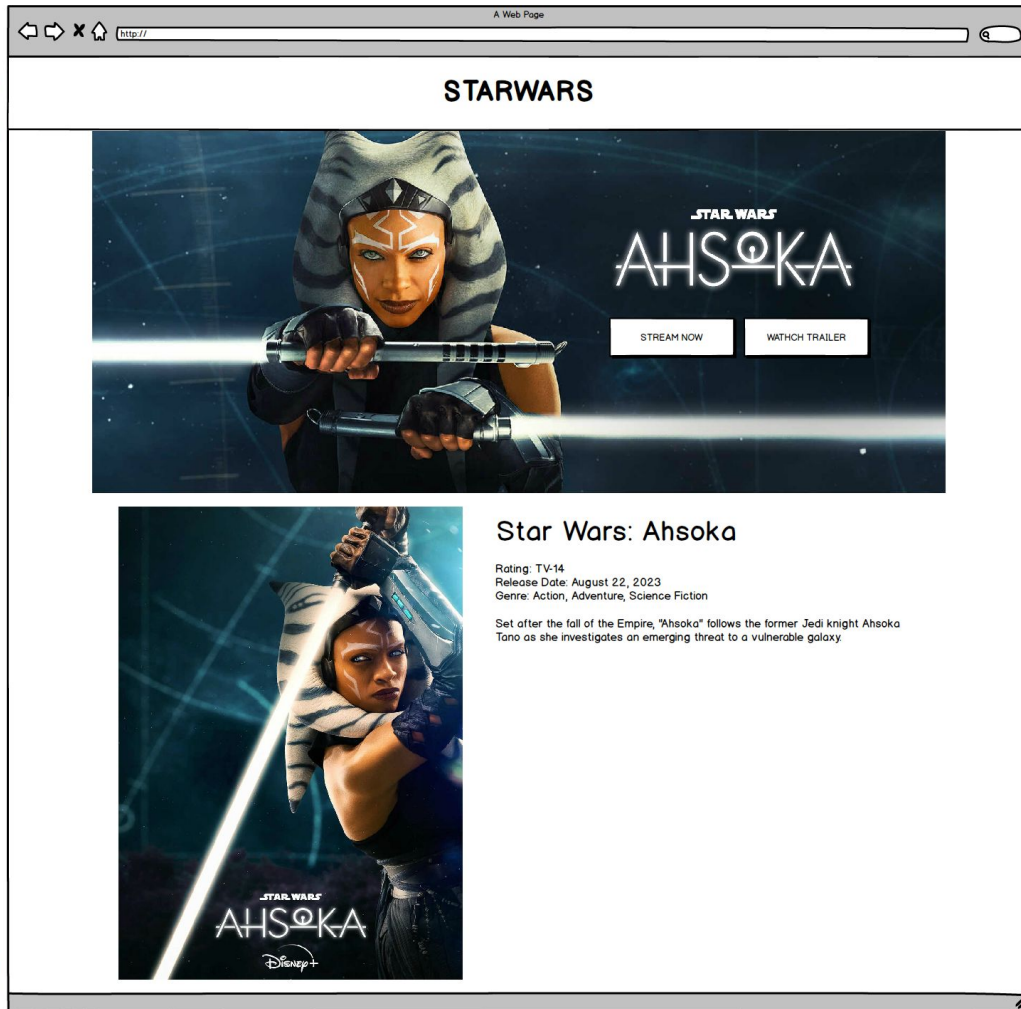 A Web Page
http://
STARWARS
STAR WARS
AHSOKA
STREAM NOW
WATHCH TRAILER
Star Wars: Ahsoka
Rating: TV-14
Release Date: August 22, 2023
Genre: Action, Adventure, Science Fiction
Set after the fall of the Empire, "Ahsoka" follows the former Jedi knight Ahsoka
Tano as she investigates an emerging threat to a vulnerable galaxy.
STAR WARS
AHSOKA
Disney+